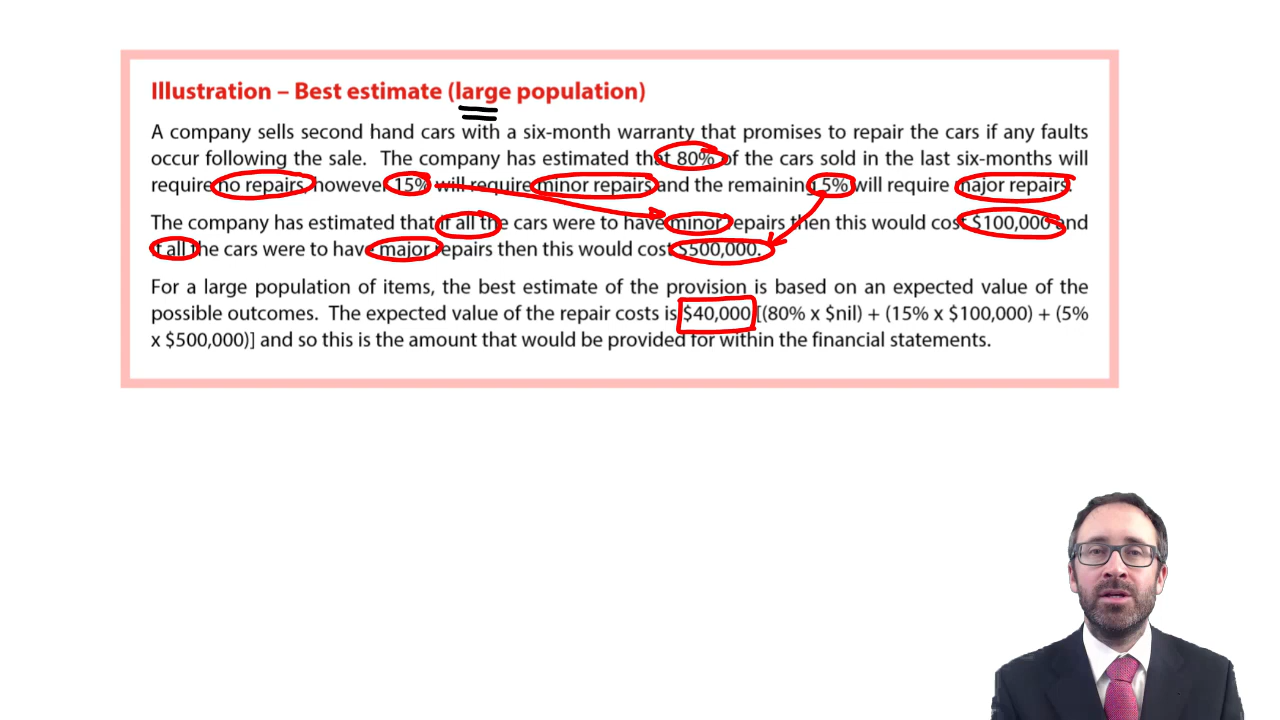 Illustration – Best estimate (large population)
A company sells second hand cars with a six-month warranty that promises to repair the cars if any faults
occur following the sale. The company has estimated that 80% of the cars sold in the last six-months will
require no repairs, however 15% will require minor repairs and the remaining 5% will require major repairs.
The company has estimated that if all the cars were to have minor repairs then this would cost $100,000 and
if all the cars were to have major repairs then this would cost $500,000.
For a large population of items, the best estimate of the provision is based on an expected value of the
possible outcomes. The expected value of the repair costs is $40,000 [(80% x $nil) + (15% x $100,000) + (5%
x $500,000)] and so this is the amount that would be provided for within the financial statements.